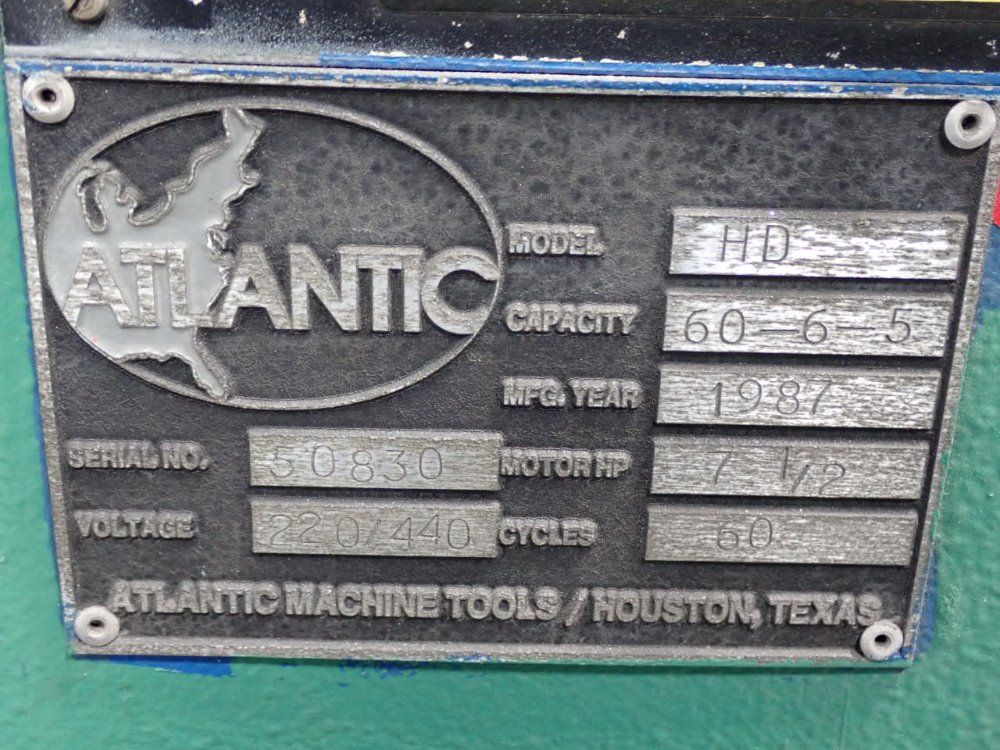 ATLANTIC
MODEL HD
CAPACITY 60-6-5
MFG. YEAR 1987
SERIAL NO. 50830 MOTOR HP 7 1/2
VOLTAGE 220/440 CYCLES 60
ATLANTIC MACHINE TOOLS / HOUSTON, TEXAS